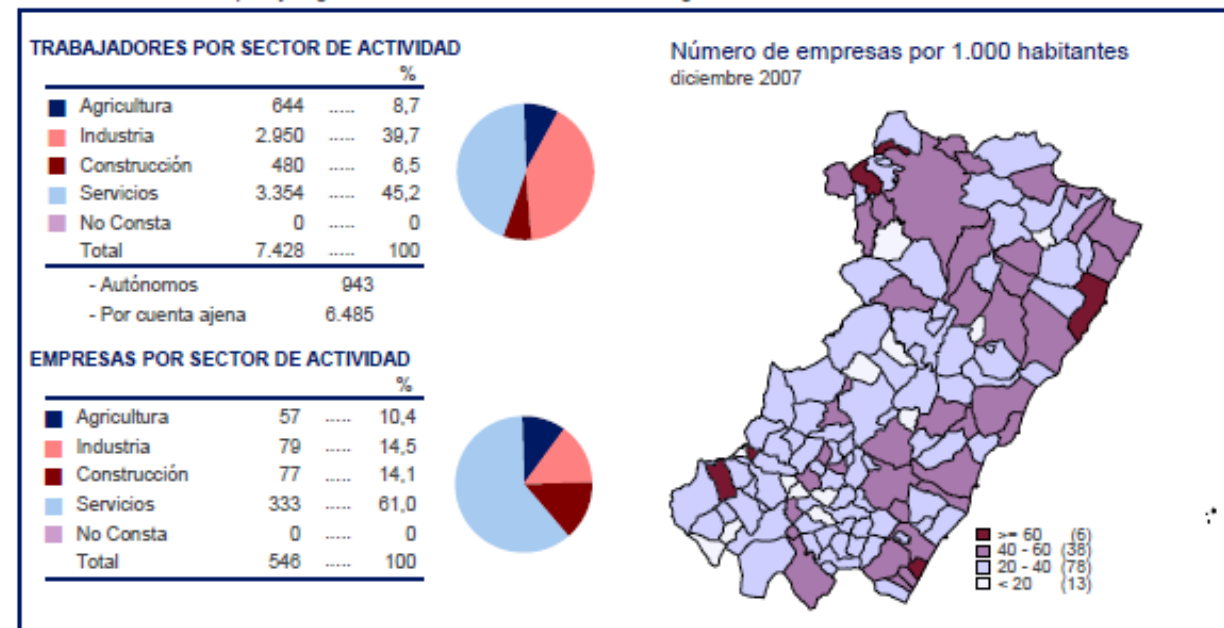 TRABAJADORES POR SECTOR DE ACTIVIDAD
%
Agricultura 644 ..... 8,7
Industria 2.950 ..... 39,7
Construcción 480 ..... 6,5
Servicios 3.354 ..... 45,2
No Consta 0 ..... 0
Total 7.428 ..... 100
- Autónomos 943
- Por cuenta ajena 6.485
EMPRESAS POR SECTOR DE ACTIVIDAD
%
Agricultura 57 ..... 10,4
Industria 79 ..... 14,5
Construcción 77 ..... 14,1
Servicios 333 ..... 61,0
No Consta 0 ..... 0
Total 546 ..... 100
Número de empresas por 1.000 habitantes
diciembre 2007
>= 60 (6)
40 - 60 (38)
20 - 40 (78)
< 20 (13)